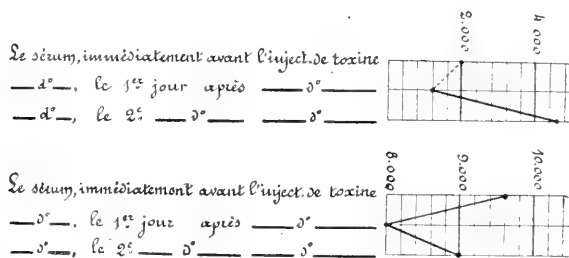 2.000 4.000
Le sérum, immédiatement avant l'inject. de toxine
— d° —, le 1er jour après — d° —
— d° —, le 2e — d° — — d° —
8.000 9.000 10.000
Le sérum, immédiatement avant l'inject. de toxine
— d° —, le 1er jour après — d° —
— d° —, le 2e — d° — — d° —